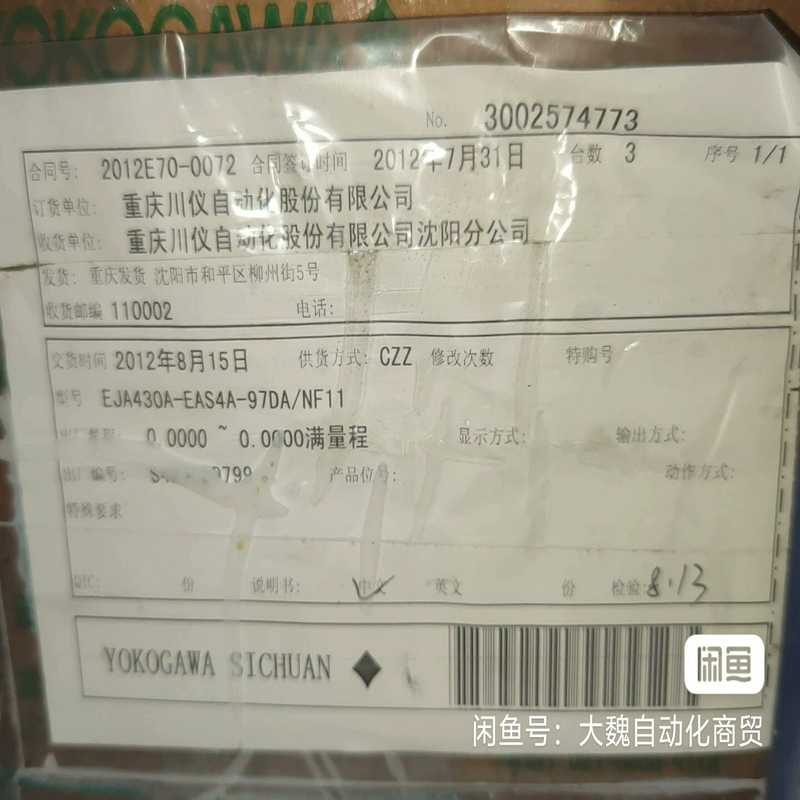 YOKOGAWA
No. 3002574773
合同号: 2012E70-0072 合同签订时间 2012年7月31日 台数 3 序号 1/1
订货单位: 重庆川仪自动化股份有限公司
收货单位: 重庆川仪自动化股份有限公司沈阳分公司
发货: 重庆发货 沈阳市和平区柳州街5号
收货邮编 110002 电话:
交货时间 2012年8月15日 供货方式: CZZ 修改次数 特购号
型号 EJA430A-EAS4A-97DA/NF11
0.0000 ~ 0.0000满量程 显示方式: 输出方式:
出厂编号: 0799 产品位号: 动作方式:
特殊要求
QIC: 份 说明书: 中文 英文 份 检验: 8.13
YOKOGAWA SICHUAN
闲鱼
闲鱼号: 大魏自动化商贸